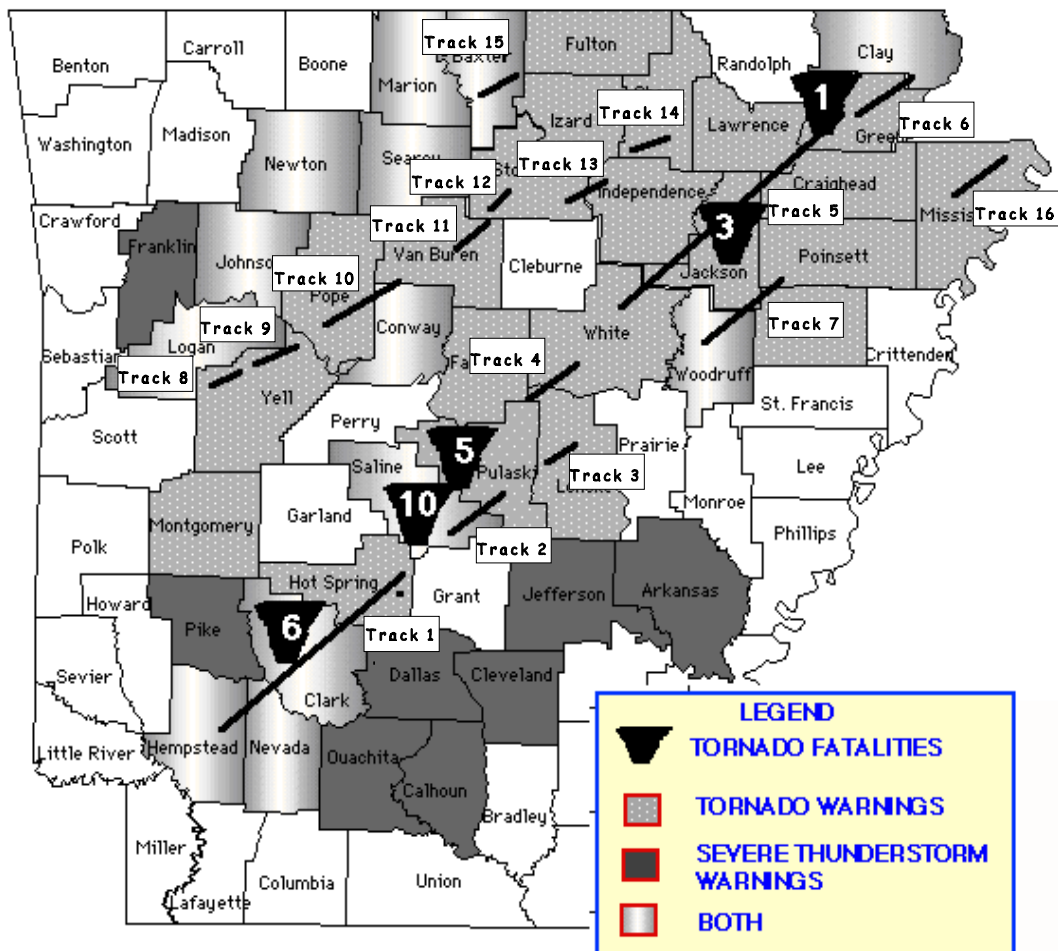 Carroll
Track 15
Baxter
Fulton
Clay
Benton
Boone
Randolph
Marion
1
Madison
Izard
Track 14
Lawrence
Track 6
Gree
Washington
Newton
Searcy
Sto
Track 13
Track 12
Independence
Craighead
Mississ
Track 16
Crawford
Track 11
3
Track 5
Franklin
Johnso
Van Buren
Cleburne
Poinsett
Track 10
Jackson
Pope
Track 9
Conway
White
Track 7
Logan
Sebastian
Track 4
Fa
Crittenden
Track 8
Woodruff
Yell
St. Francis
Perry
Scott
5
Prairie
Saline
Pulaski
Lee
Track 3
10
Monroe
Garland
Montgomery
Phillips
Polk
Track 2
Hot Spring
Arkansas
Howard
Grant
Jefferson
6
Pike
Track 1
Sevier
Dallas
Cleveland
Clark
LEGEND
Little River
Hempstead
Nevada
TORNADO FATALITIES
Ouachita
Calhoun
TORNADO WARNINGS
Bradley
Miller
SEVERE THUNDERSTORM
WARNINGS
Columbia
Union
Lafayette
BOTH